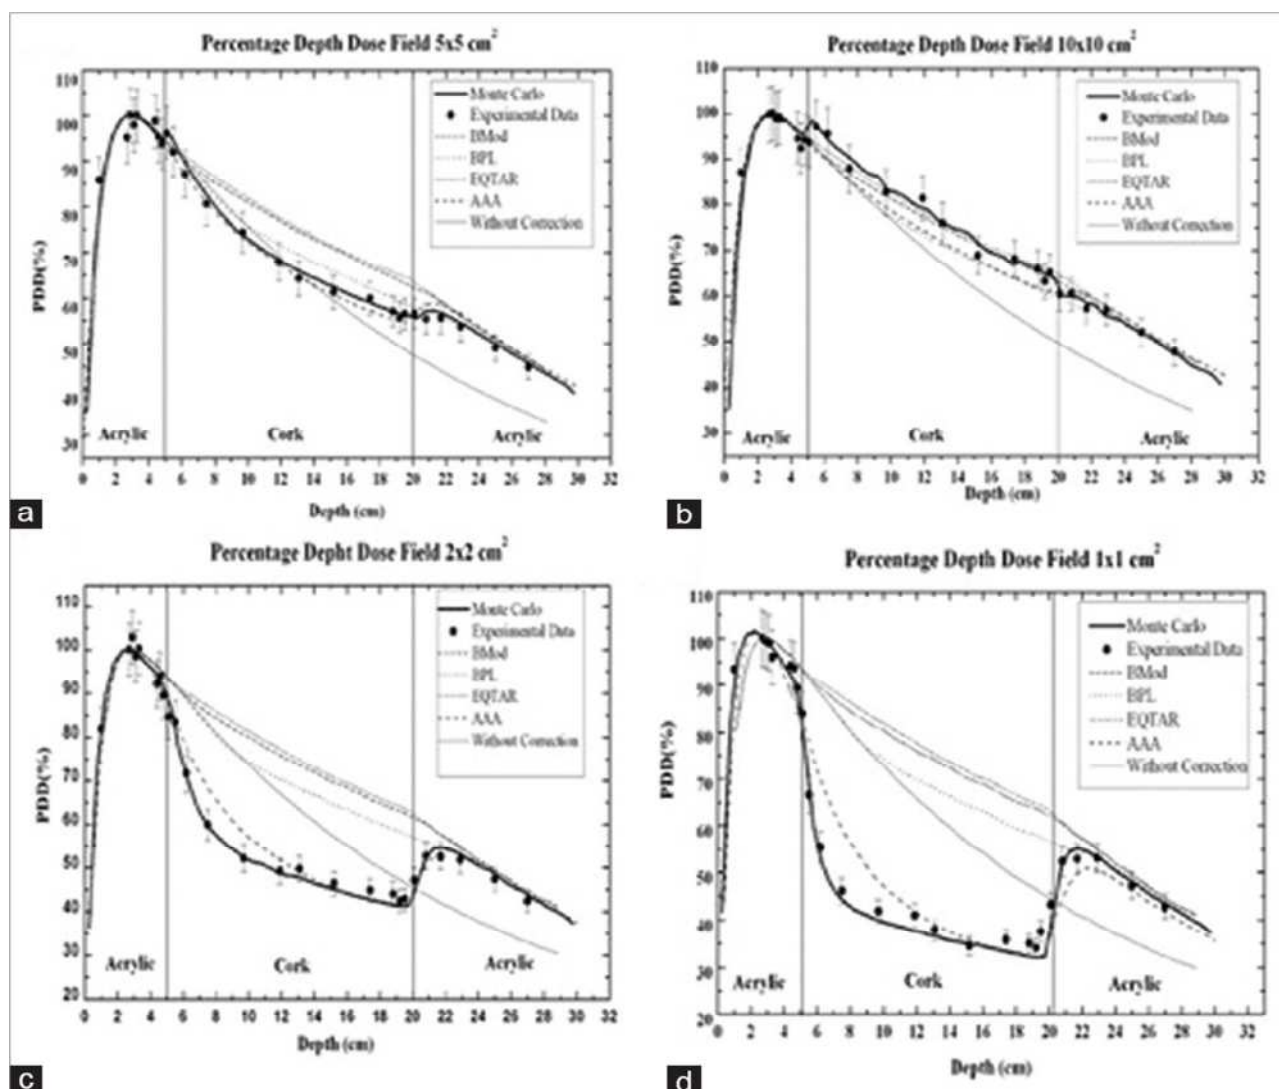 Percentage Depth Dose Field 5x5 cm²
110
100
90
80
70
60
50
40
30
PDD(%)
Monte Carlo
Experimental Data
BMod
BPL
EQTAR
AAA
Without Correction
Acrylic
Cork
Acrylic
0 2 4 6 8 10 12 14 16 18 20 22 24 26 28 30 32
Depth (cm)
a
Percentage Depth Dose Field 10x10 cm²
110
100
90
80
70
60
50
40
30
PDD(%)
Monte Carlo
Experimental Data
BMod
BPL
EQTAR
AAA
Without Correction
Acrylic
Cork
Acrylic
0 2 4 6 8 10 12 14 16 18 20 22 24 26 28 30 32
Depth (cm)
b
Percentage Depht Dose Field 2x2 cm²
110
100
90
80
70
60
50
40
30
20
PDD(%)
Monte Carlo
Experimental Data
BMod
BPL
EQTAR
AAA
Without Correction
Acrylic
Cork
Acrylic
0 2 4 6 8 10 12 14 16 18 20 22 24 26 28 30 32
Depth (cm)
c
Percentage Depth Dose Field 1x1 cm²
110
100
90
80
70
60
50
40
30
20
PDD(%)
Monte Carlo
Experimental Data
BMod
BPL
EQTAR
AAA
Without Correction
Acrylic
Cork
Acrylic
0 2 4 6 8 10 12 14 16 18 20 22 24 26 28 30 32
Depth (cm)
d